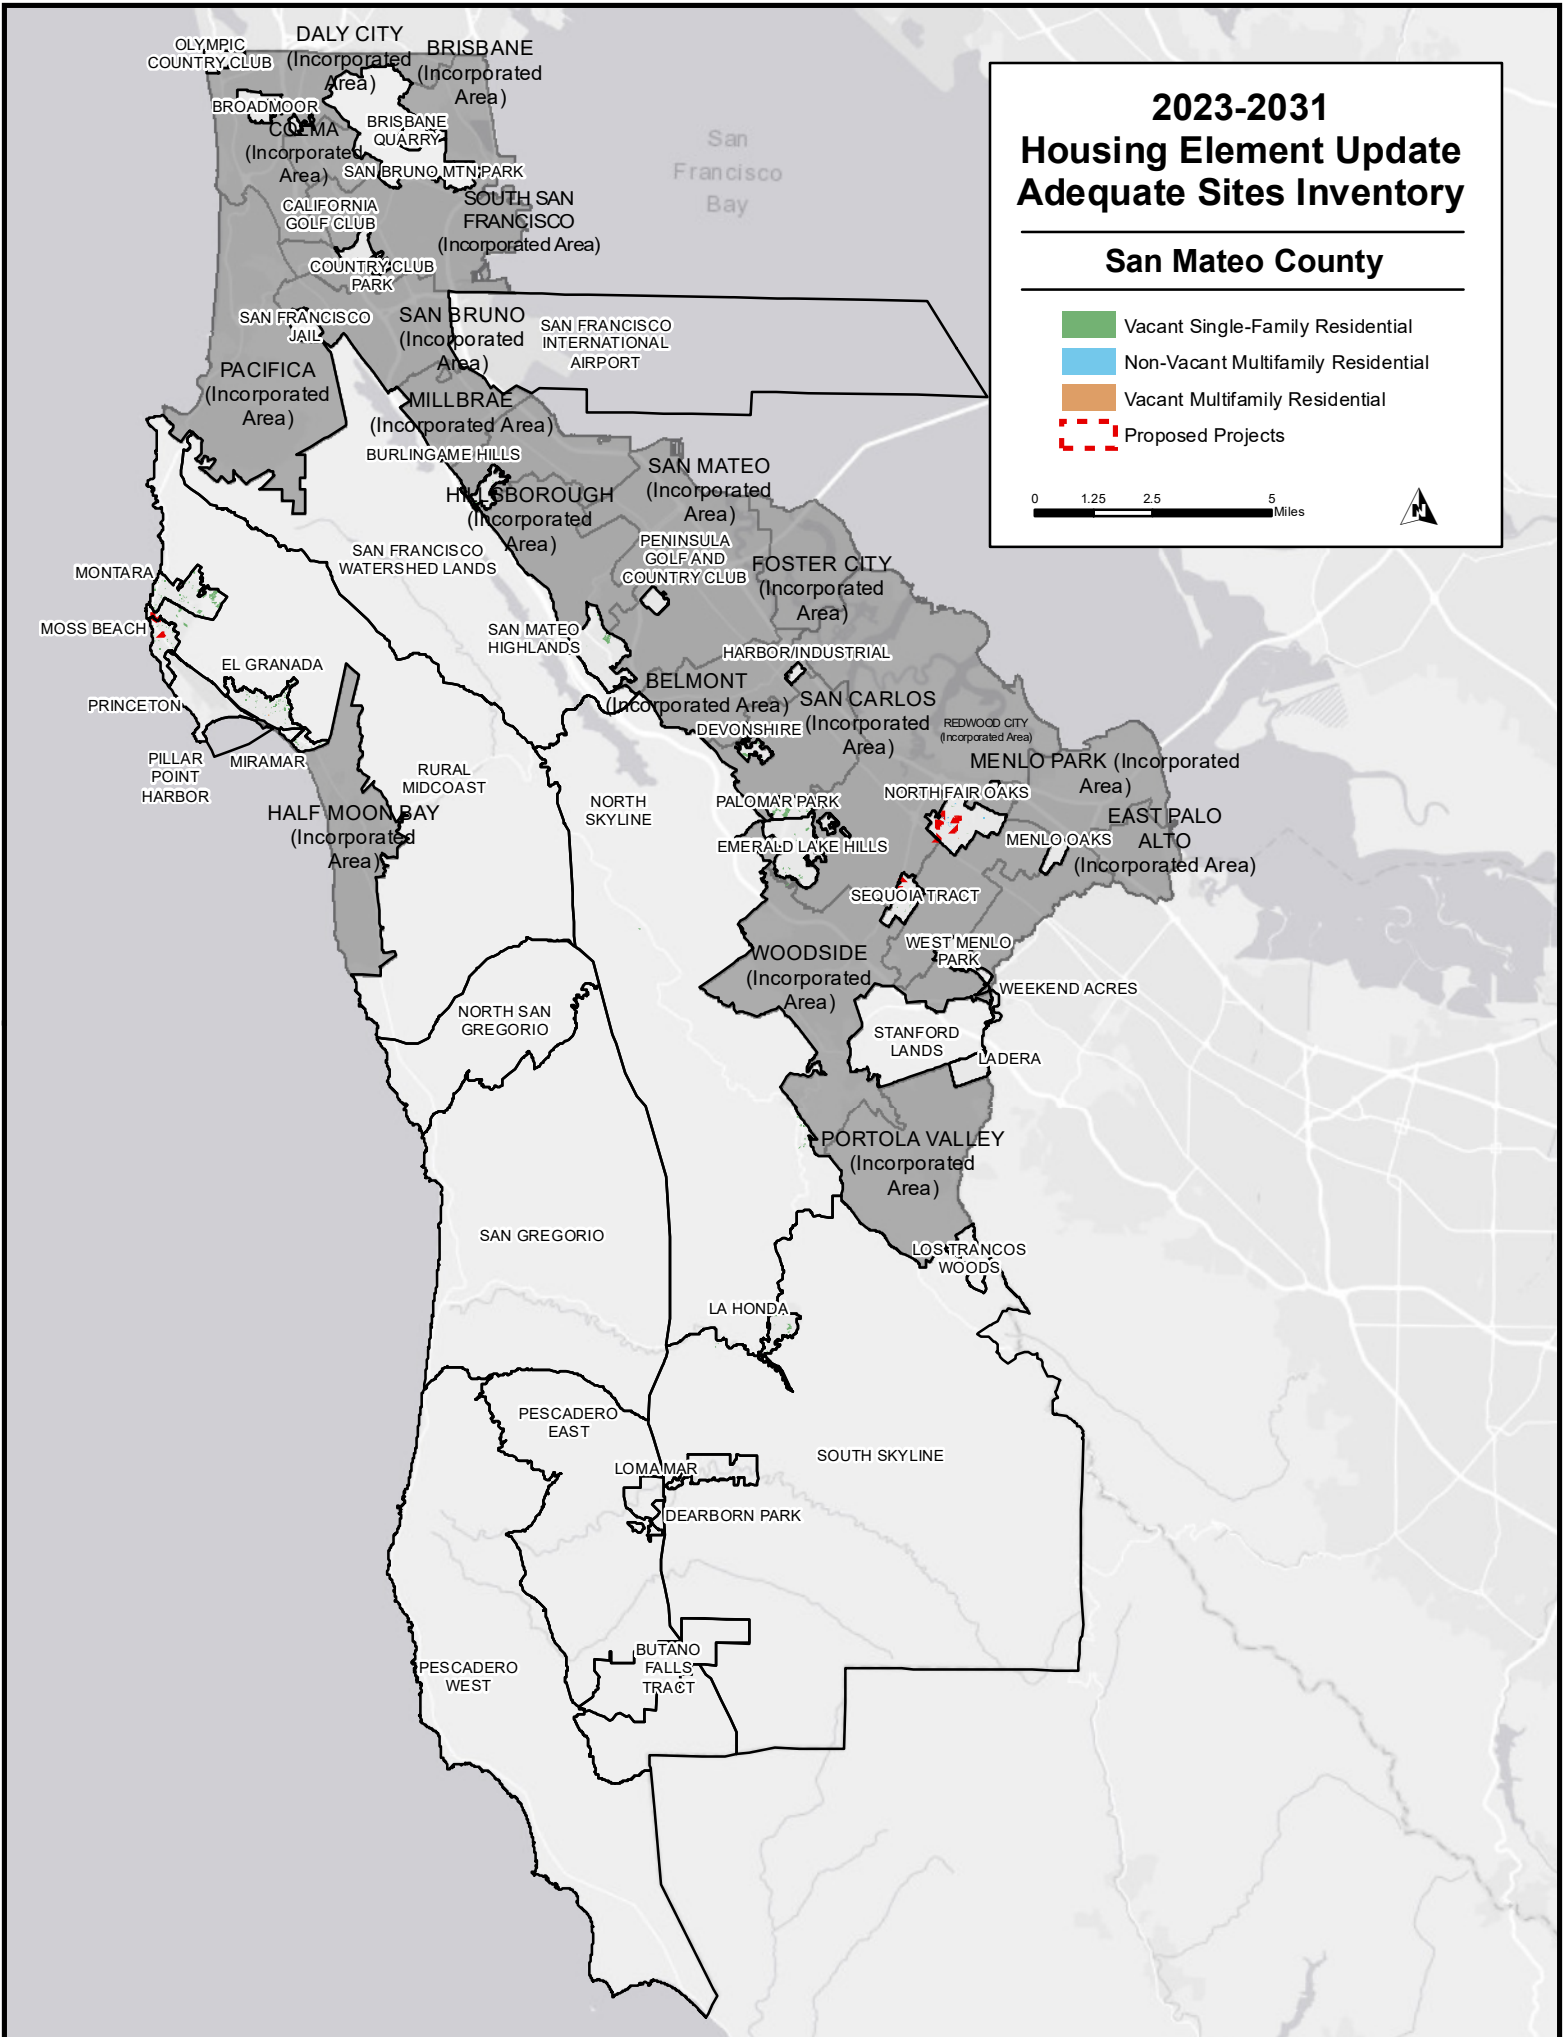 2023-2031
Housing Element Update
Adequate Sites Inventory
San Mateo County
Vacant Single-Family Residential
Non-Vacant Multifamily Residential
Vacant Multifamily Residential
Proposed Projects
0 1.25 2.5 5
Miles
N
San
Francisco
Bay
OLYMPIC
COUNTRY CLUB
DALY CITY
(Incorporated
Area)
BRISBANE
(Incorporated
Area)
BROADMOOR
COLMA
(Incorporated
Area)
BRISBANE
QUARRY
SAN BRUNO MTN PARK
CALIFORNIA
GOLF CLUB
SOUTH SAN
FRANCISCO
(Incorporated Area)
COUNTRY CLUB
PARK
SAN FRANCISCO
JAIL
SAN BRUNO
(Incorporated
Area)
SAN FRANCISCO
INTERNATIONAL
AIRPORT
PACIFICA
(Incorporated
Area)
MILLBRAE
(Incorporated Area)
BURLINGAME HILLS
HILLSBOROUGH
(Incorporated
Area)
SAN MATEO
(Incorporated
Area)
PENINSULA
GOLF AND
COUNTRY CLUB
FOSTER CITY
(Incorporated
Area)
SAN FRANCISCO
WATERSHED LANDS
MONTARA
MOSS BEACH
SAN MATEO
HIGHLANDS
HARBOR/INDUSTRIAL
EL GRANADA
BELMONT
(Incorporated Area)
SAN CARLOS
(Incorporated
Area)
PRINCETON
DEVONSHIRE
REDWOOD CITY
(Incorporated Area)
PILLAR
POINT
HARBOR
MIRAMAR
MENLO PARK (Incorporated
Area)
RURAL
MIDCOAST
NORTH
SKYLINE
PALOMAR PARK
NORTH FAIR OAKS
HALF MOON BAY
(Incorporated
Area)
EAST PALO
ALTO
(Incorporated Area)
EMERALD LAKE HILLS
MENLO OAKS
SEQUOIA TRACT
WOODSIDE
(Incorporated
Area)
WEST MENLO
PARK
WEEKEND ACRES
NORTH SAN
GREGORIO
STANFORD
LANDS
LADERA
PORTOLA VALLEY
(Incorporated
Area)
SAN GREGORIO
LOS TRANCOS
WOODS
LA HONDA
PESCADERO
EAST
SOUTH SKYLINE
LOMA MAR
DEARBORN PARK
BUTANO
FALLS
TRACT
PESCADERO
WEST